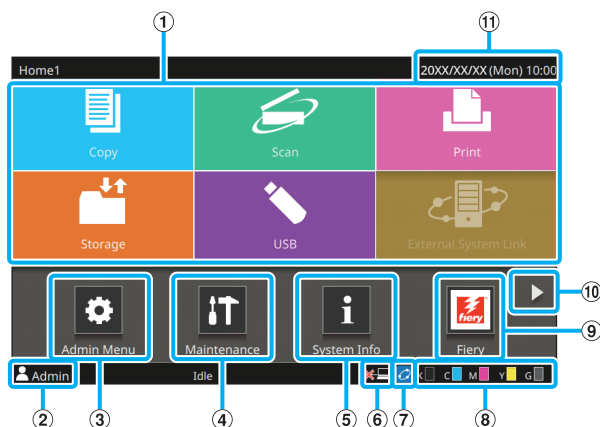 1
11
Home1
20XX/XX/XX (Mon) 10:00
Copy
Scan
Print
Storage
USB
External System Link
10
fiery
9
Admin Menu
Maintenance
System Info
Fiery
Admin
Idle
K C M Y G
2
3
4
5
6
7
8